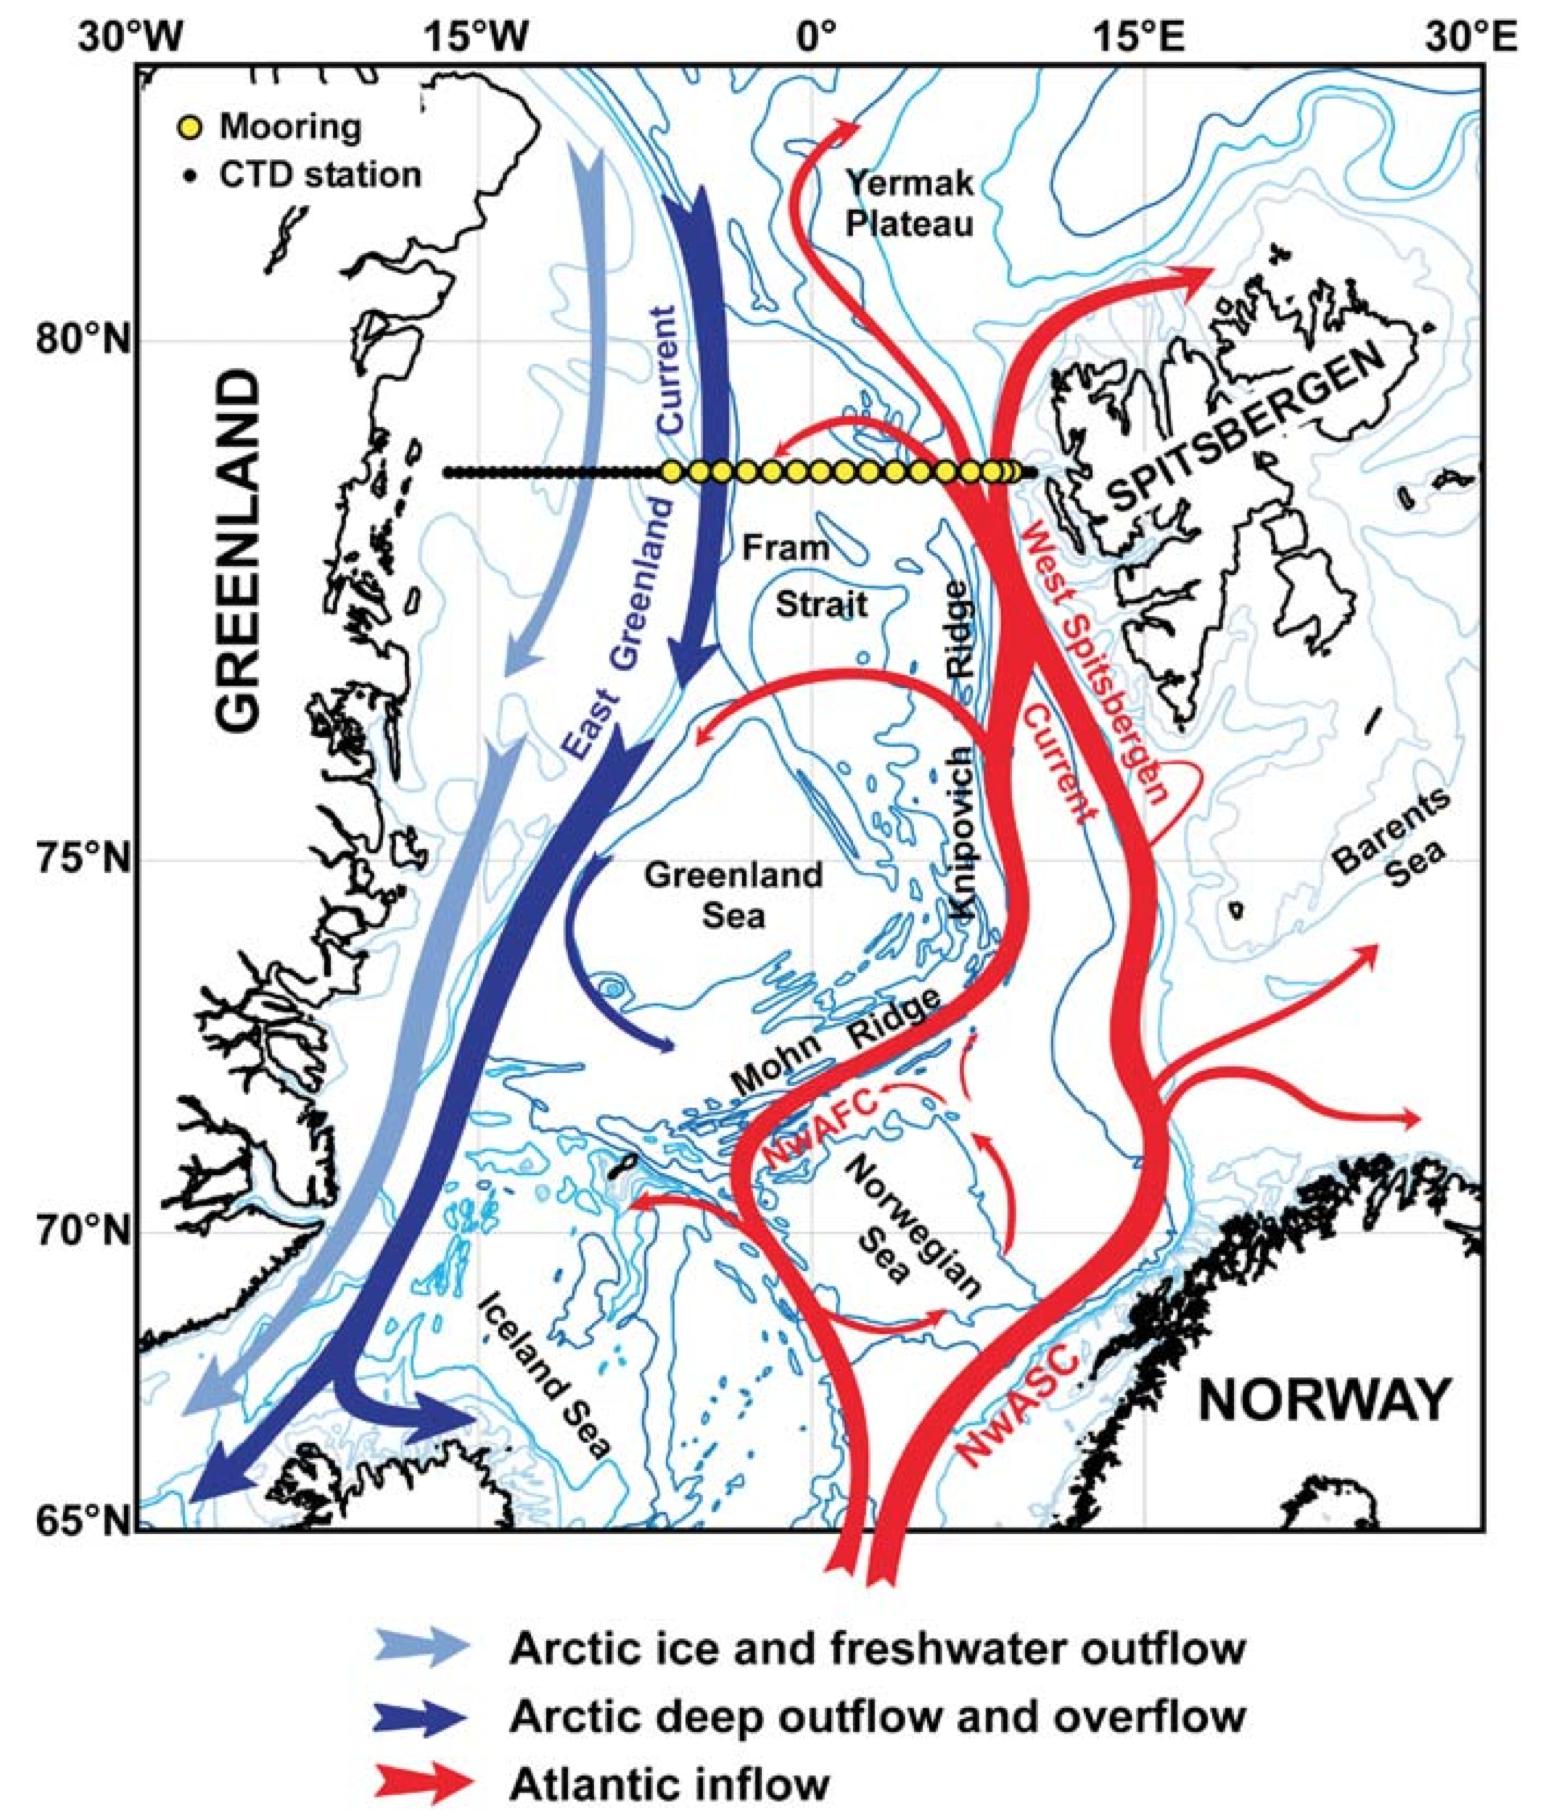 30°W 15°W 0° 15°E 30°E
Mooring
CTD station
Yermak
Plateau
80°N
GREENLAND
East Greenland Current
SPITSBERGEN
Fram
Strait
West Spitsbergen
Current
Knipovich Ridge
75°N
Greenland
Sea
Barents
Sea
Mohn Ridge
NwAFC
Norwegian
Sea
70°N
Iceland Sea
NwASC
NORWAY
65°N
Arctic ice and freshwater outflow
Arctic deep outflow and overflow
Atlantic inflow